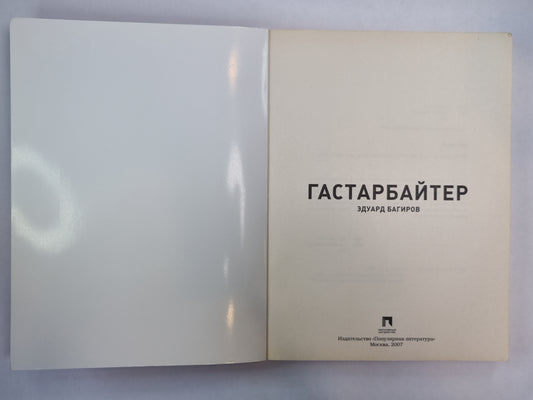 ГАСТАРБАЙТЕР
ЭДУАРД БАГИРОВ
Издательство «Популярная литература»
Москва, 2007